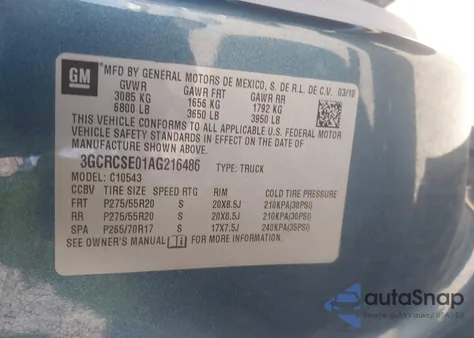 GM MFD BY GENERAL MOTORS DE MEXICO, S. DE R.L. DE C.V. 03/10
GVWR GAWR FRT GAWR RR
3085 KG 1656 KG 1792 KG
6800 LB 3650 LB 3950 LB
THIS VEHICLE CONFORMS TO ALL APPLICABLE U.S. FEDERAL MOTOR
VEHICLE SAFETY STANDARDS IN EFFECT ON THE DATE OF
MANUFACTURE SHOWN ABOVE.
3GCRCSE01AG216486 TYPE: TRUCK
MODEL: C10543
CCBV TIRE SIZE SPEED RTG RIM COLD TIRE PRESSURE
FRT P275/55R20 S 20X8.5J 210KPA(30PSI)
RR P275/55R20 S 20X8.5J 210KPA(30PSI)
SPA P265/70R17 S 17X7.5J 240KPA(35PSI)
SEE OWNER'S MANUAL FOR MORE INFORMATION.
autoSnap